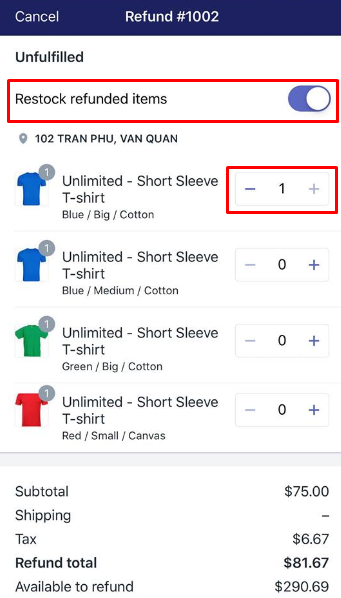 Cancel Refund #1002
Unfulfilled
Restock refunded items
102 TRAN PHU, VAN QUAN
1
Unlimited - Short Sleeve
T-shirt
Blue / Big / Cotton
− 1 +
1
Unlimited - Short Sleeve
T-shirt
Blue / Medium / Cotton
− 0 +
1
Unlimited - Short Sleeve
T-shirt
Green / Big / Cotton
− 0 +
1
Unlimited - Short Sleeve
T-shirt
Red / Small / Canvas
− 0 +
Subtotal $75.00
Shipping –
Tax $6.67
Refund total $81.67
Available to refund $290.69